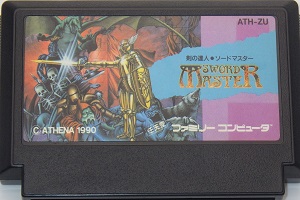 ATH-ZU
剣の達人★ソードマスター
SWORD
MASTER
© ATHENA 1990
ファミリー コンピュータ